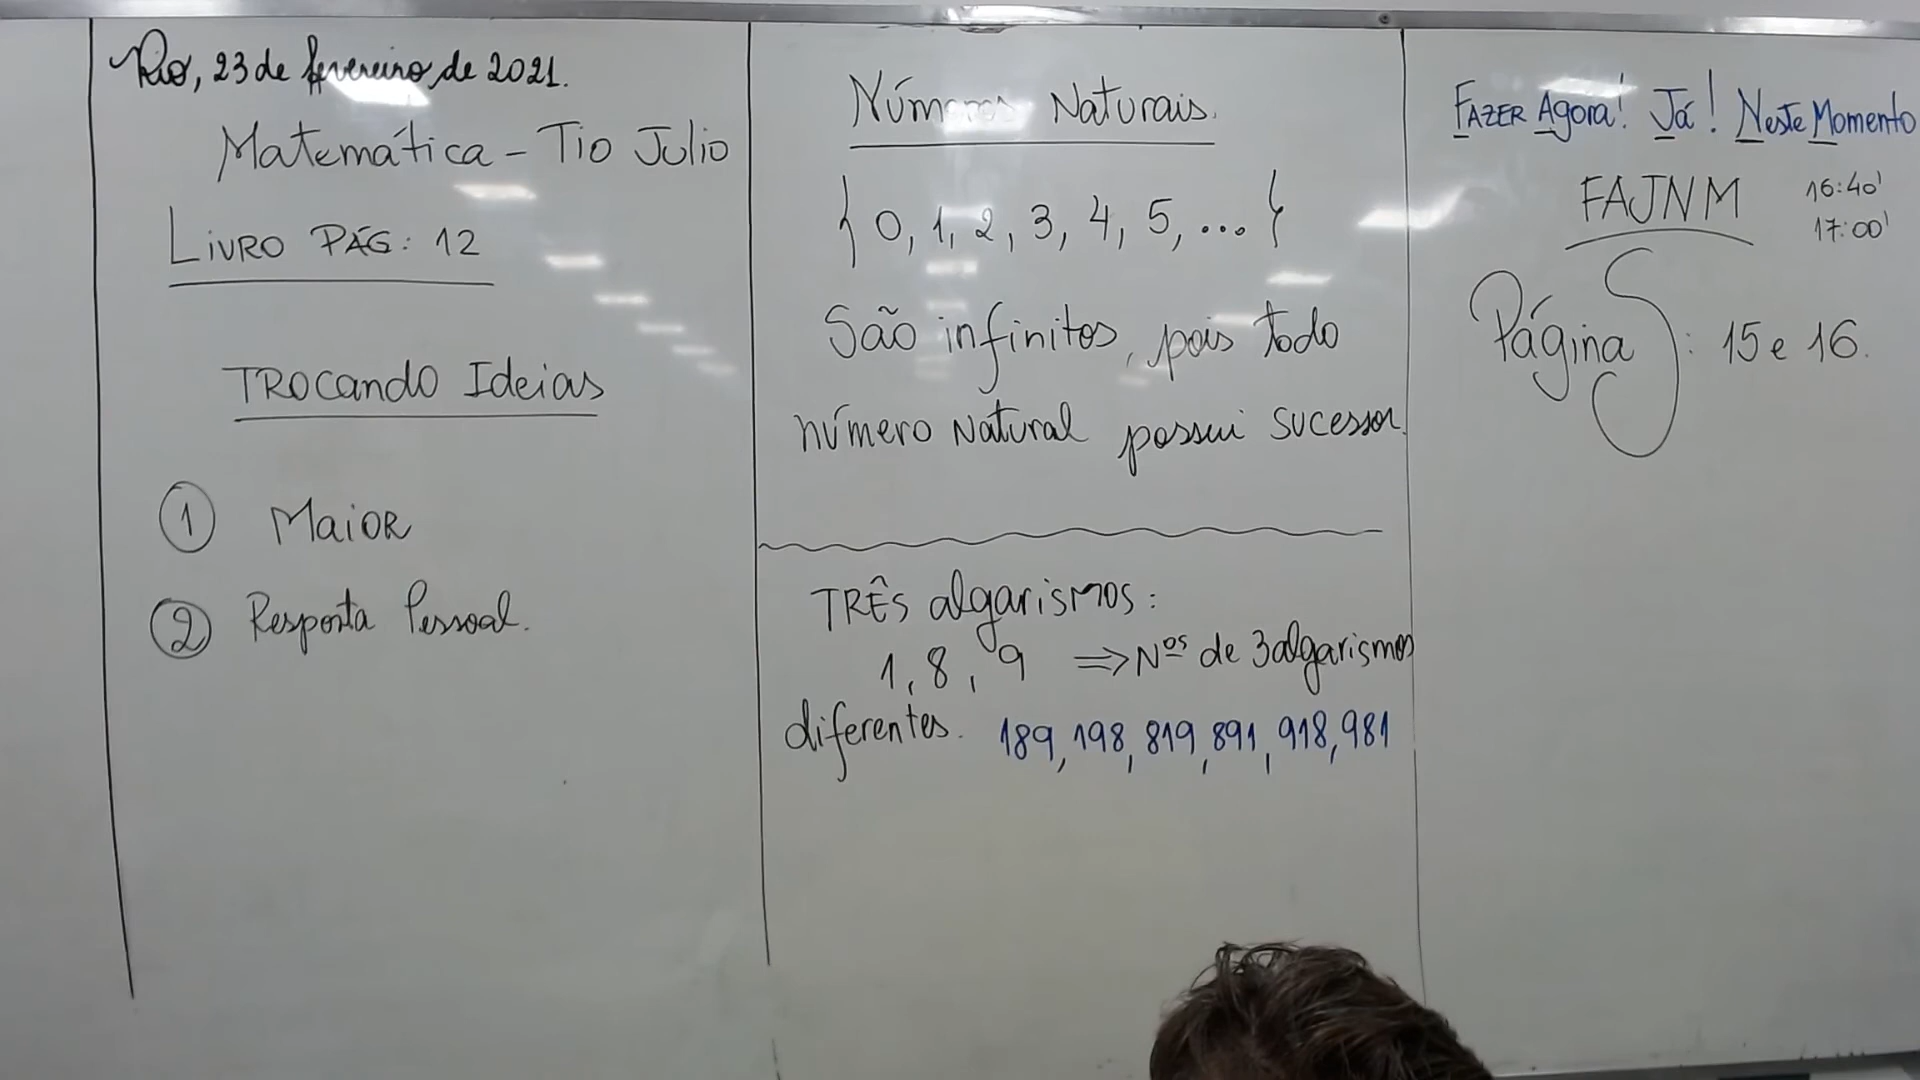 Rio, 23 de fevereiro de 2021.
Matemática - Tio Julio
Livro PÁG: 12
TROCANDO Ideias
1 MaioR
2 Resposta Pessoal.
Números Naturais.
{ 0, 1, 2, 3, 4, 5, ... }
São infinitos, pois todo
número Natural possui sucessor.
TRÊS algarismos:
1, 8, 9 => Nos de 3 algarismos
diferentes. 189, 198, 819, 891, 918, 981
FAZER Agora! Já! Neste Momento
FAJNM 16:40'
17:00'
PáginaS: 15 e 16.